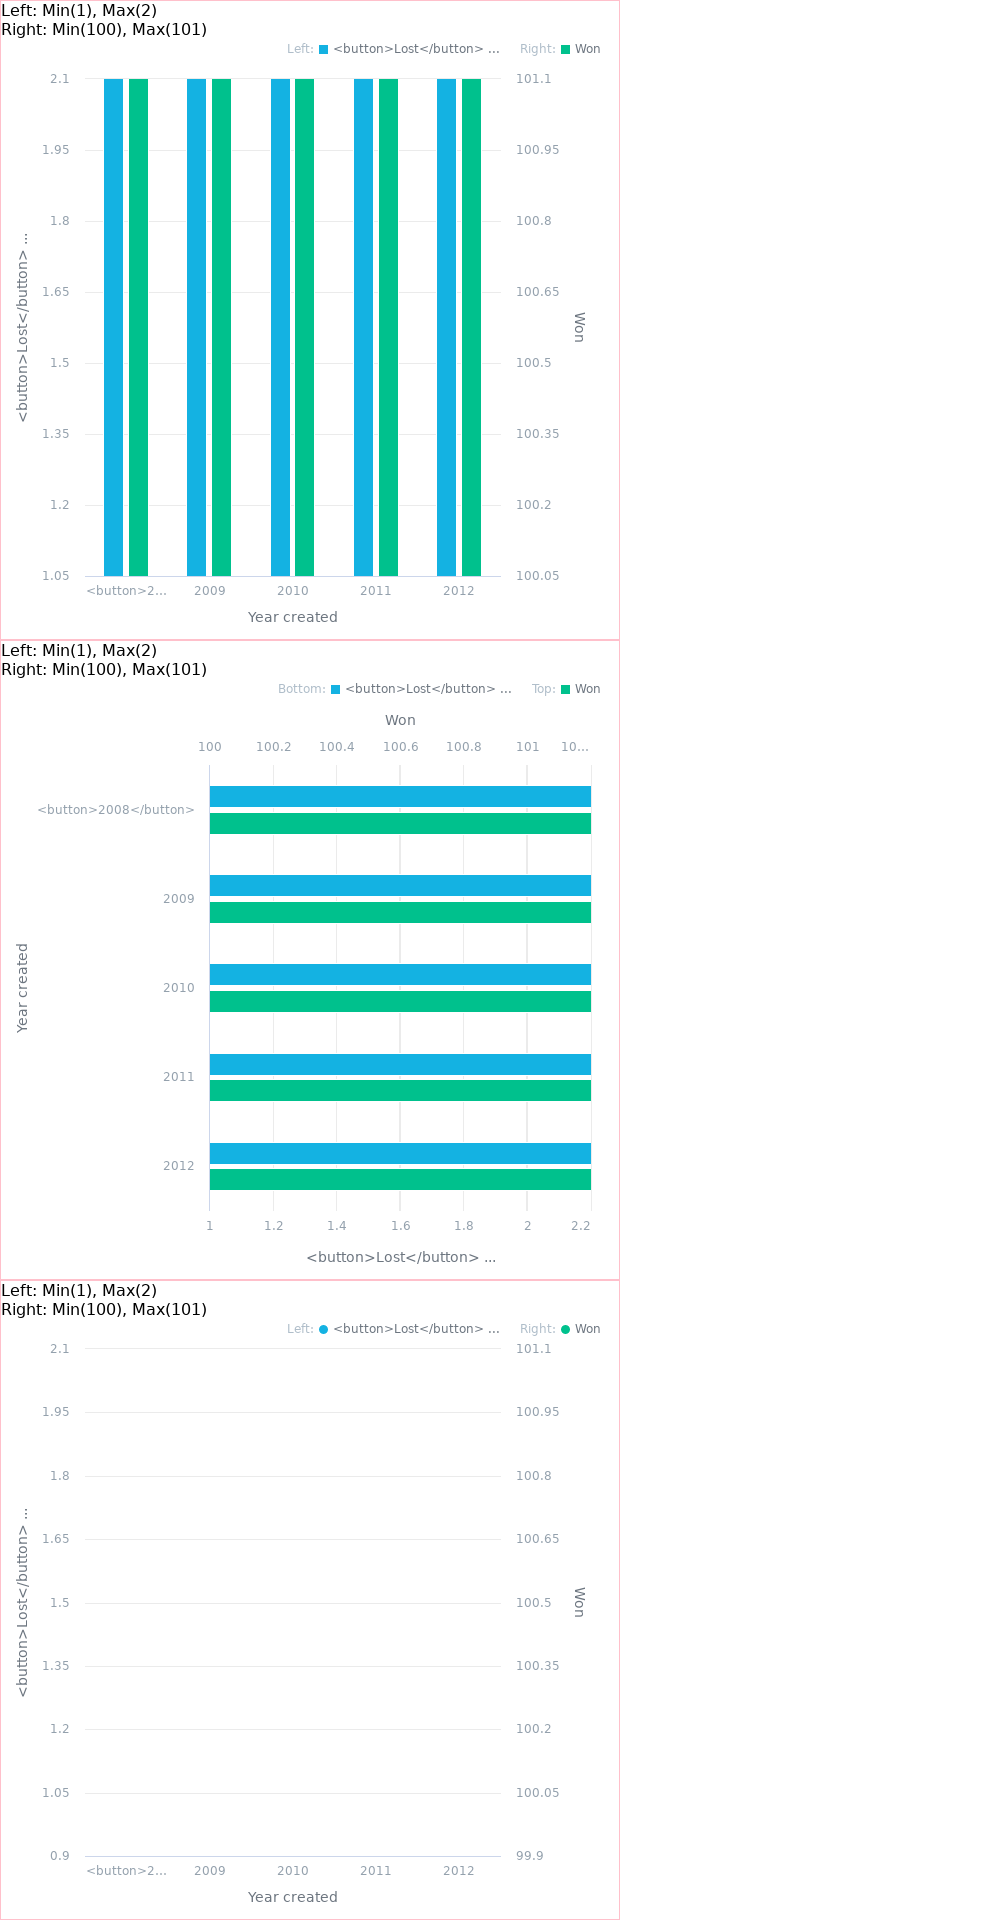 Left: Min(1), Max(2)
Right: Min(100), Max(101)
Left: <button>Lost</button> ... Right: Won
2.1 101.1
1.95 100.95
1.8 100.8
1.65 100.65
1.5 100.5
1.35 100.35
1.2 100.2
1.05 100.05
<button>Lost</button> ...
Won
<button>2... 2009 2010 2011 2012
Year created
Left: Min(1), Max(2)
Right: Min(100), Max(101)
Bottom: <button>Lost</button> ... Top: Won
Won
100 100.2 100.4 100.6 100.8 101 10...
<button>2008</button>
2009
2010
2011
2012
Year created
1 1.2 1.4 1.6 1.8 2 2.2
<button>Lost</button> ...
Left: Min(1), Max(2)
Right: Min(100), Max(101)
Left: <button>Lost</button> ... Right: Won
2.1 101.1
1.95 100.95
1.8 100.8
1.65 100.65
1.5 100.5
1.35 100.35
1.2 100.2
1.05 100.05
0.9 99.9
<button>Lost</button> ...
Won
<button>2... 2009 2010 2011 2012
Year created